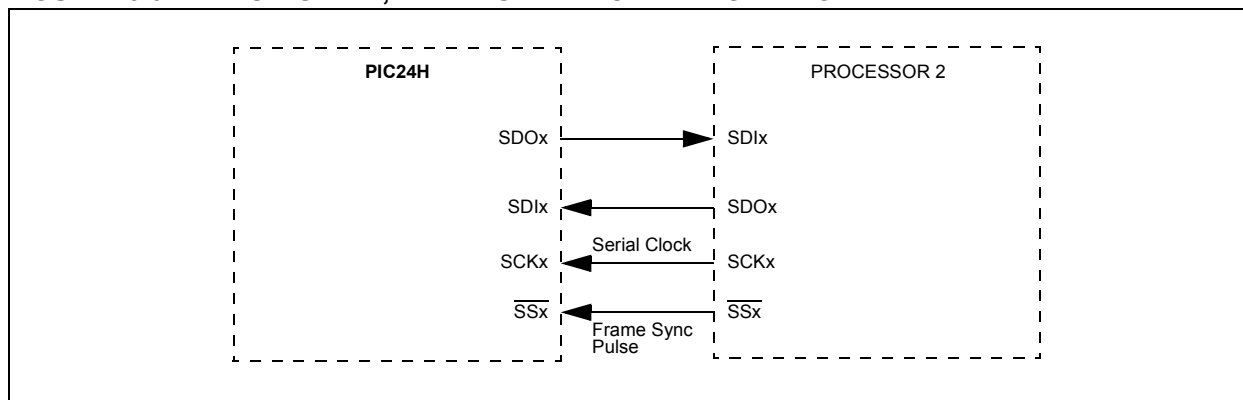 PIC24H
PROCESSOR 2
SDOx
SDIx
SDIx
SDOx
Serial Clock
SCKx
SCKx
SSx
SSx
Frame Sync
Pulse